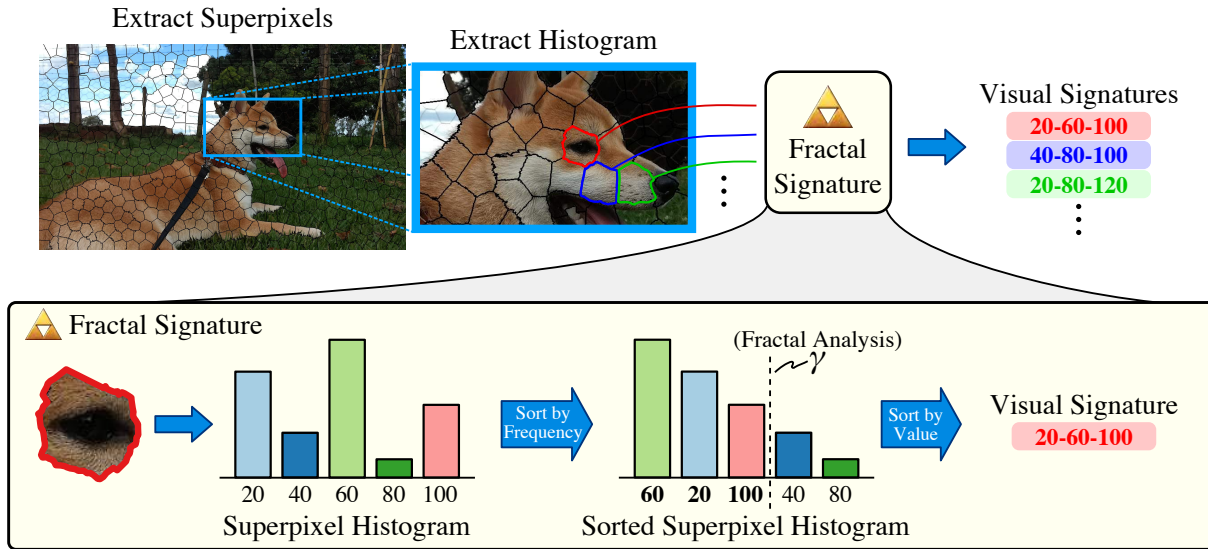 Extract Superpixels
Extract Histogram
Fractal
Signature
Visual Signatures
20-60-100
40-80-100
20-80-120
Fractal Signature
20 40 60 80 100
Superpixel Histogram
Sort by
Frequency
(Fractal Analysis)
γ
60 20 100 40 80
Sorted Superpixel Histogram
Sort by
Value
Visual Signature
20-60-100